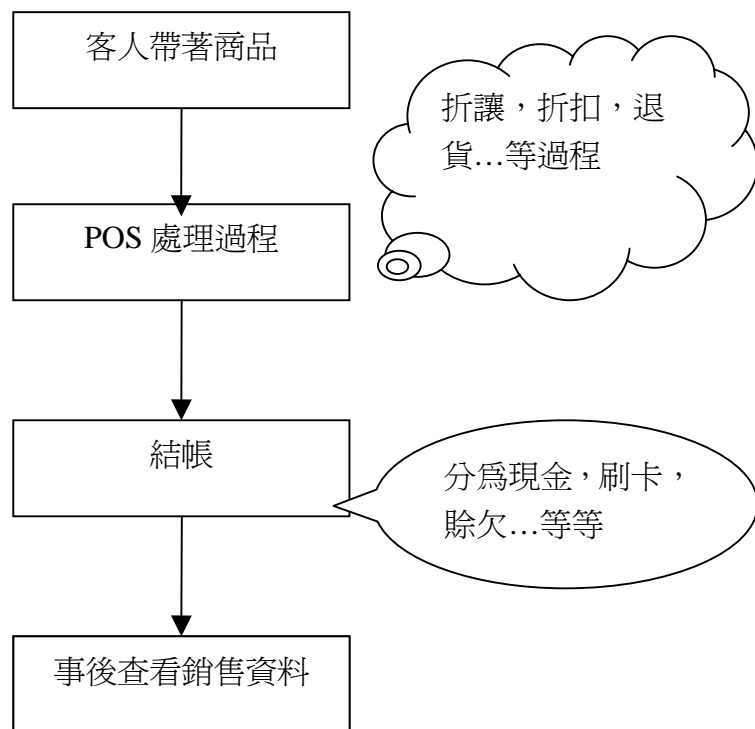 客人帶著商品
折讓，折扣，退
貨…等過程
POS 處理過程
結帳
分為現金，刷卡，
賒欠…等等
事後查看銷售資料